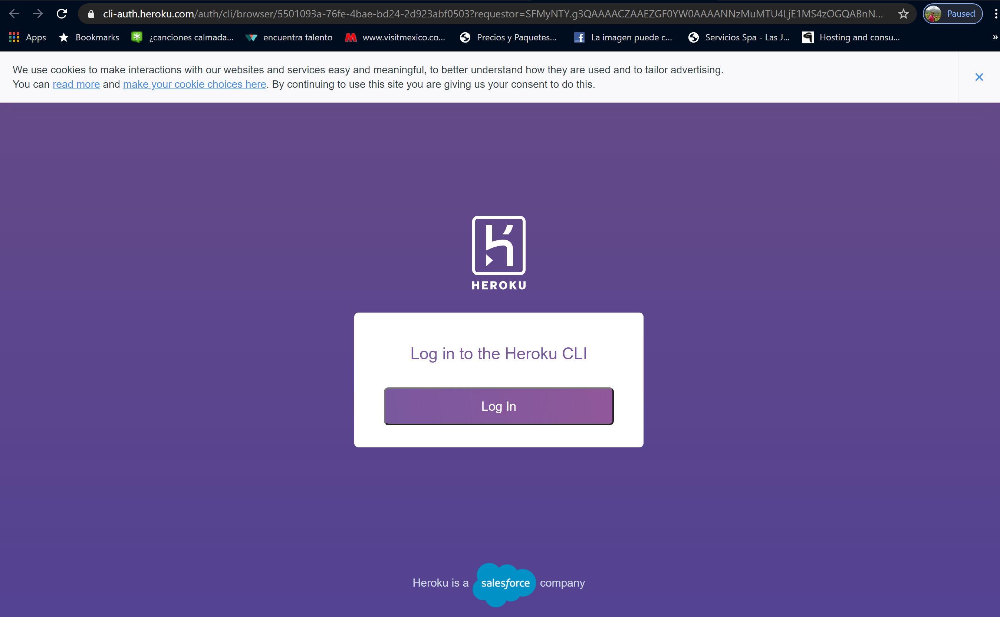 cli-auth.heroku.com/auth/cli/browser/5501093a-76fe-4bae-bd24-2d923abf0503?requestor=SFMyNTY.g3QAAAACZAAEZGF0YW0AAAANNzMuMTU4LjE1MS4zOGQABnN...
Paused
Apps Bookmarks ¿canciones calmada... encuentra talento www.visitmexico.co... Precios y Paquetes... La imagen puede c... Servicios Spa - Las J... Hosting and consu... »
We use cookies to make interactions with our websites and services easy and meaningful, to better understand how they are used and to tailor advertising.
You can read more and make your cookie choices here. By continuing to use this site you are giving us your consent to do this.
HEROKU
Log in to the Heroku CLI
Log In
Heroku is a salesforce company